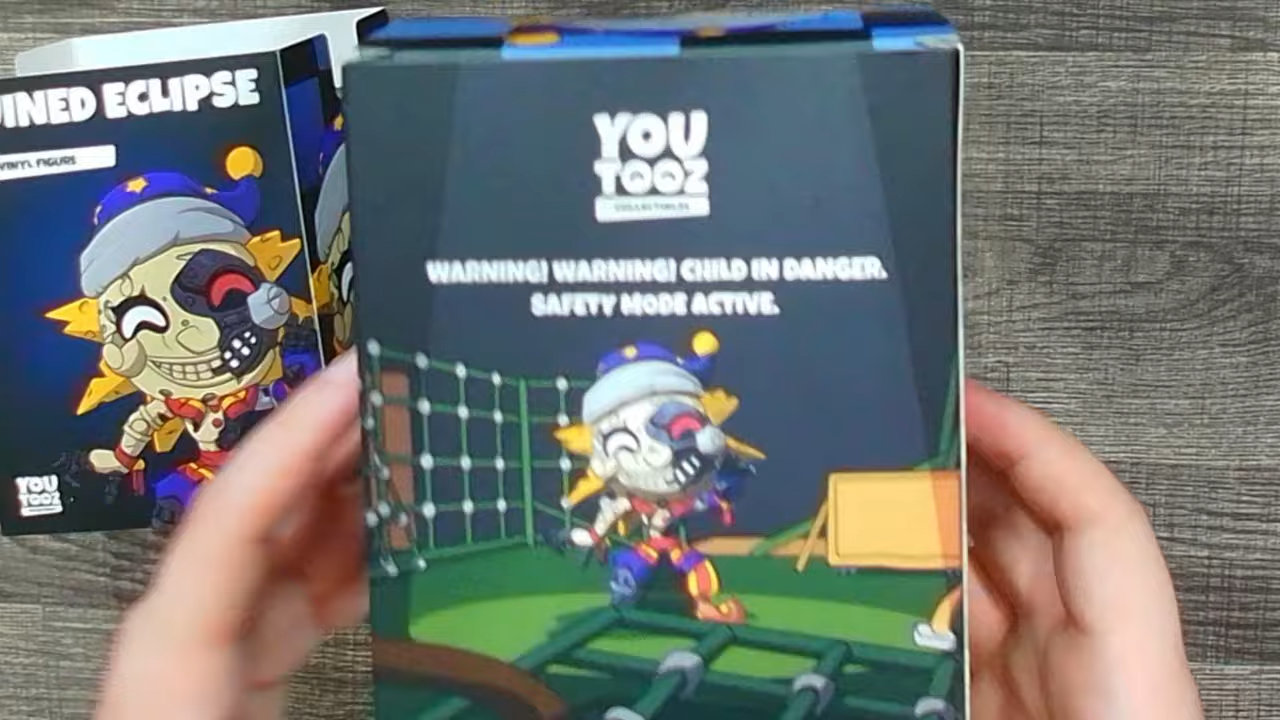 UINED ECLIPSE
VINYL FIGURE
YOU
TOOZ
YOU
TOOZ
COLLECTIBLES
WARNING! WARNING! CHILD IN DANGER.
SAFETY MODE ACTIVE.